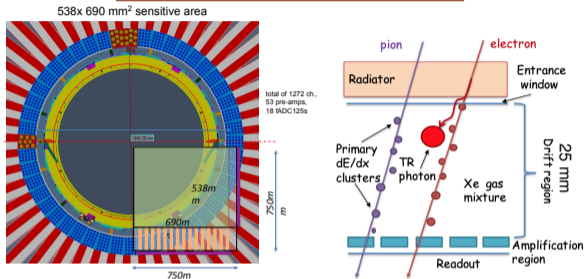 538x 690 mm² sensitive area
total of 1272 ch.,
53 pre-amps,
18 fADC125s
538m
m
690m
750m
m
750m
pion
electron
Radiator
Entrance
window
Primary
dE/dx
clusters
TR
photon
Xe gas
mixture
25 mm
Drift region
Amplification
region
Readout